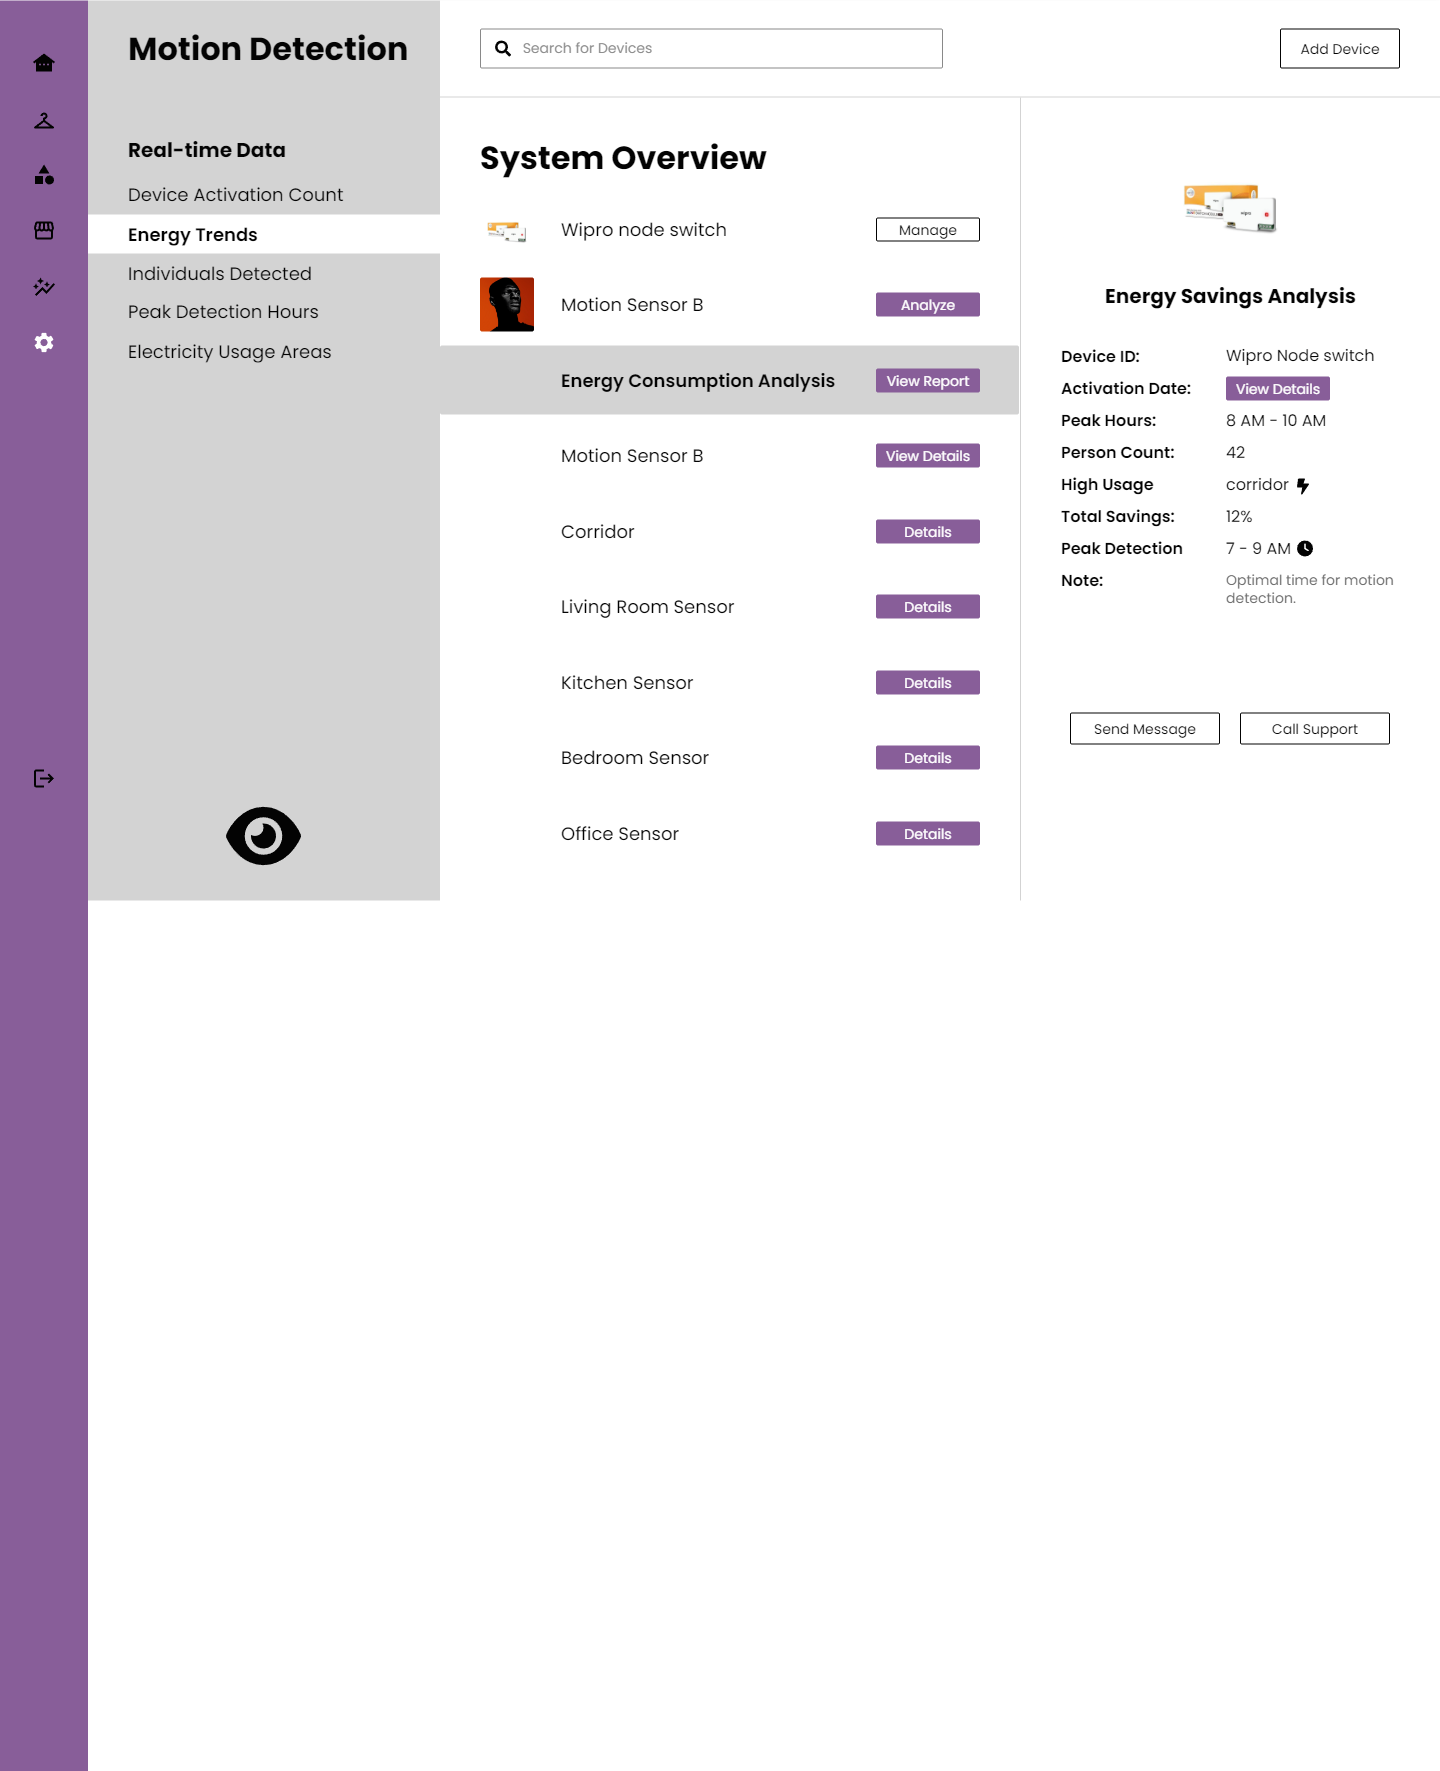 Motion Detection
Real-time Data
Device Activation Count
Energy Trends
Individuals Detected
Peak Detection Hours
Electricity Usage Areas
Search for Devices
Add Device
System Overview
Wipro node switch
Manage
Motion Sensor B
Analyze
Energy Consumption Analysis
View Report
Motion Sensor B
View Details
Corridor
Details
Living Room Sensor
Details
Kitchen Sensor
Details
Bedroom Sensor
Details
Office Sensor
Details
wipro
Energy Savings Analysis
Device ID: Wipro Node switch
Activation Date: View Details
Peak Hours: 8 AM - 10 AM
Person Count: 42
High Usage corridor
Total Savings: 12%
Peak Detection 7 - 9 AM
Note: Optimal time for motion
detection.
Send Message
Call Support